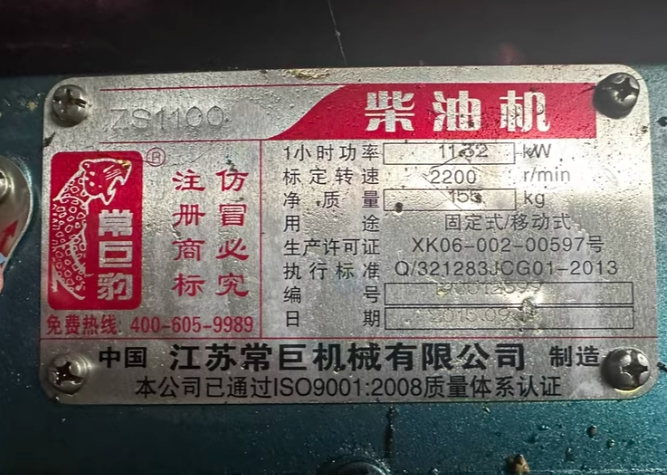 ZS1100
柴油机
®
常巨豹
注册商标
仿冒必究
免费热线: 400-605-9989
1小时功率 11.32 kW
标定转速 2200 r/min
净质量 155 kg
用途 固定式/移动式
生产许可证 XK06-002-00597号
执行标准 Q/321283JCG01-2013
编号
日期 2015.09
中国 江苏常巨机械有限公司 制造
本公司已通过ISO9001:2008质量体系认证